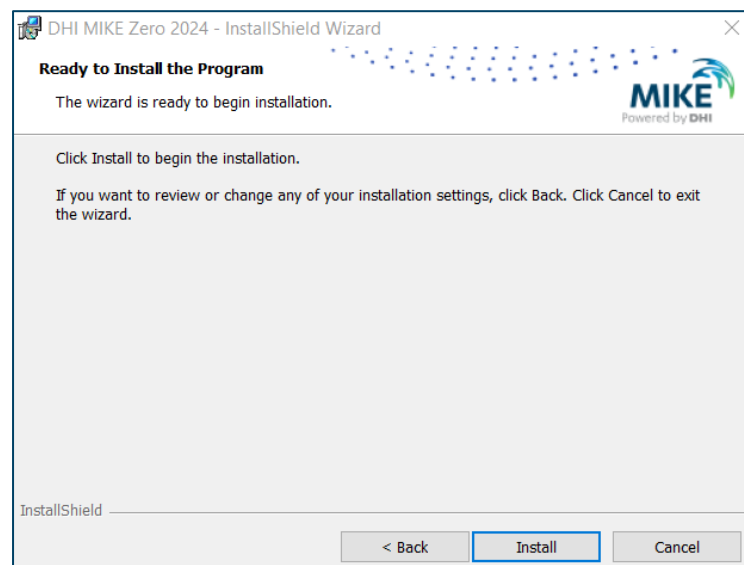 DHI MIKE Zero 2024 - InstallShield Wizard
Ready to Install the Program
The wizard is ready to begin installation.
MIKE
Powered by DHI
Click Install to begin the installation.
If you want to review or change any of your installation settings, click Back. Click Cancel to exit
the wizard.
InstallShield
< Back
Install
Cancel